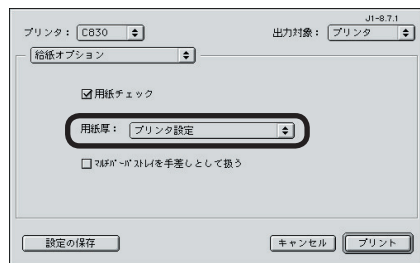 J1-8.7.1
プリンタ： C830 出力対象： プリンタ
給紙オプション
用紙チェック
用紙厚： プリンタ設定
ﾏﾙﾁﾊﾟｰﾊﾟｽﾄﾚｲを手差しとして扱う
設定の保存 キャンセル プリント